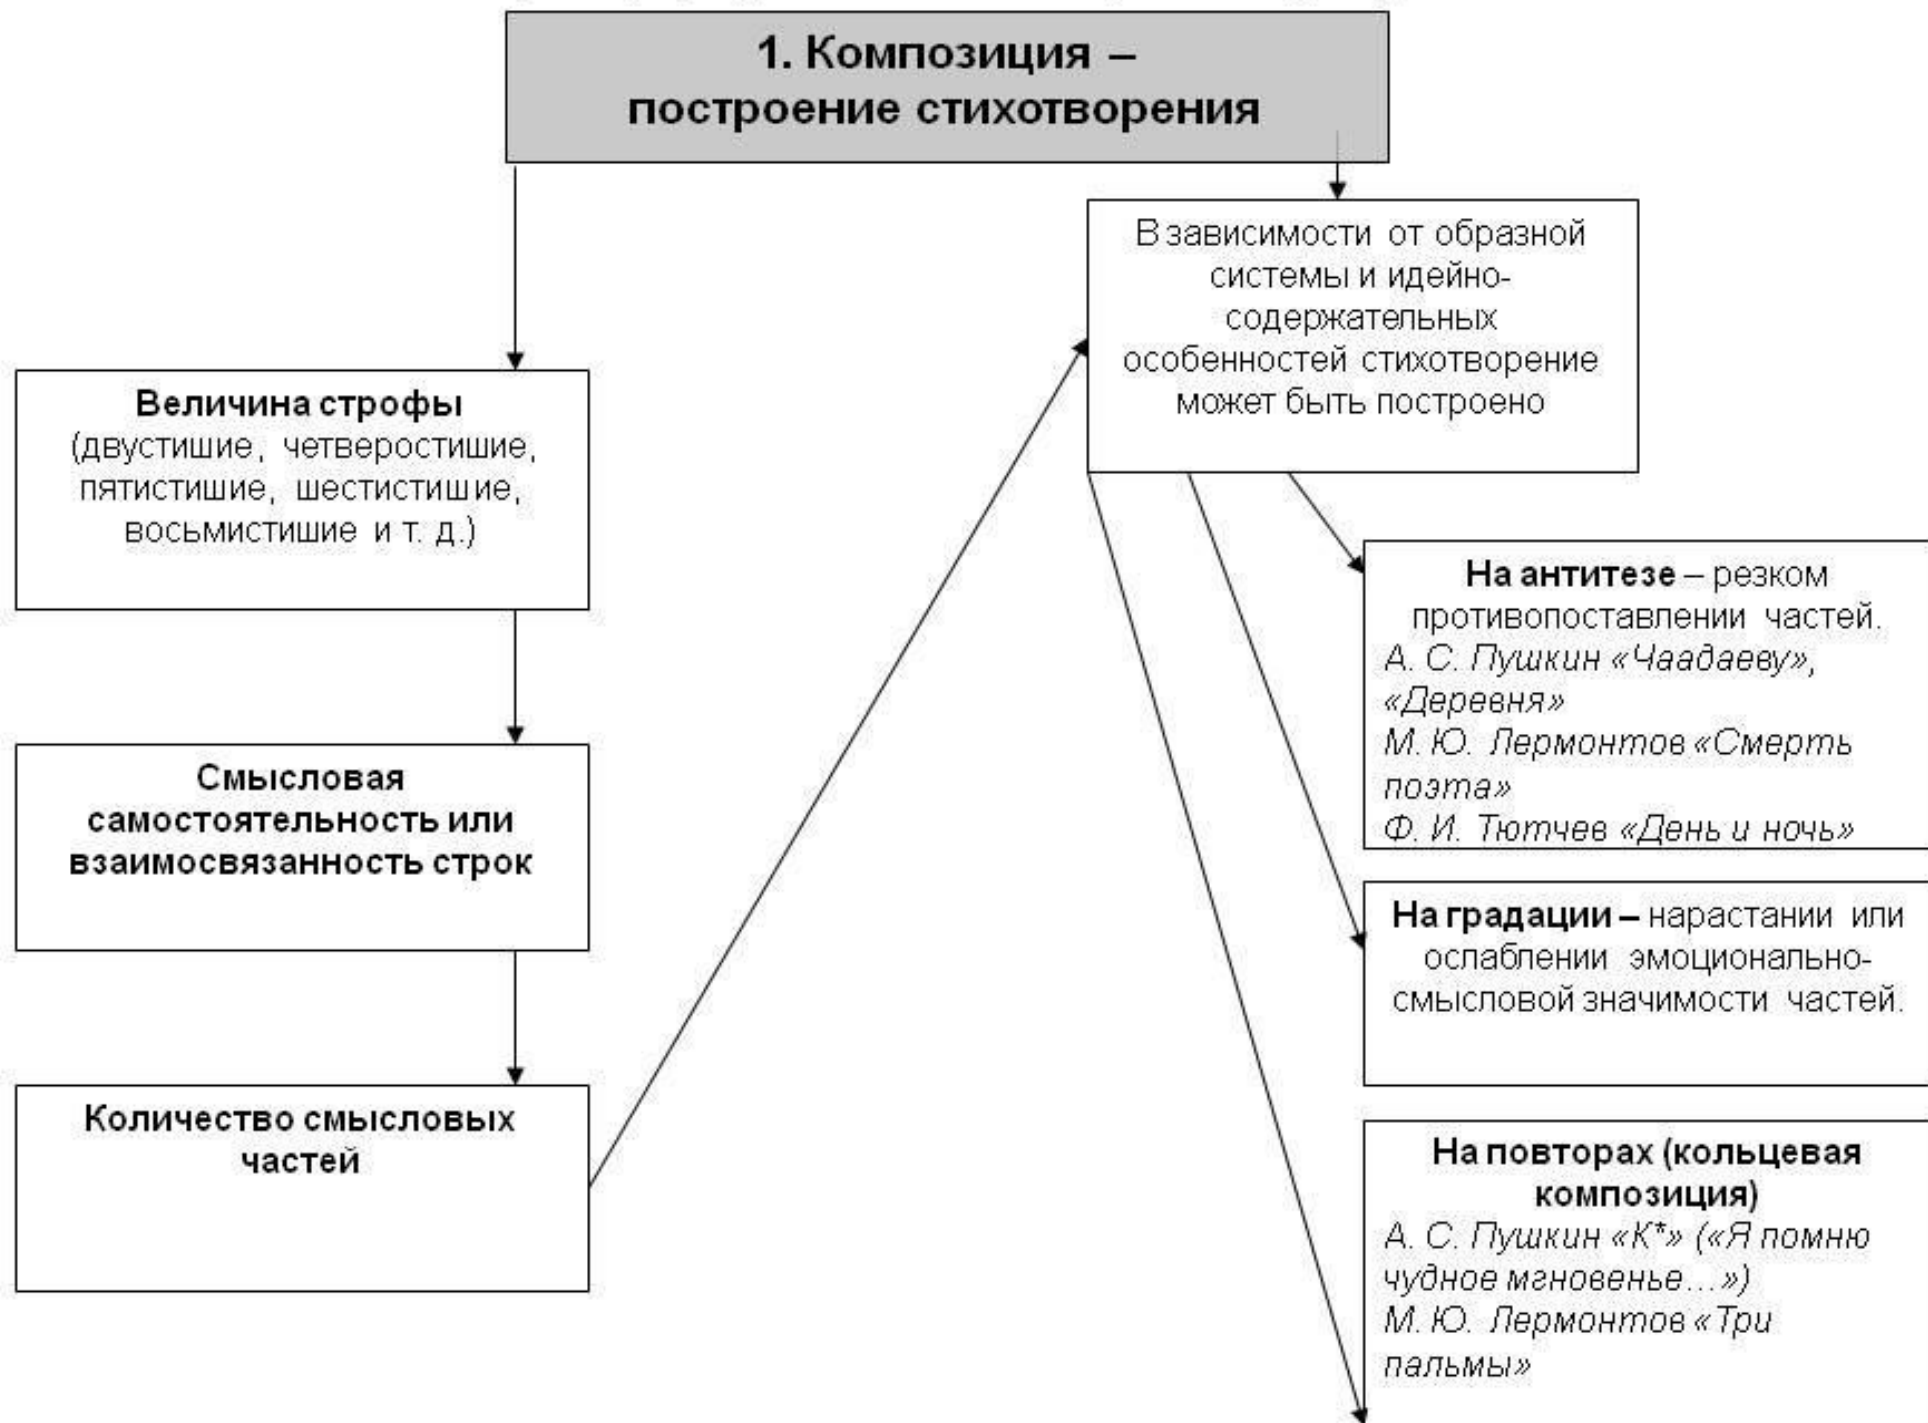 1. Композиция –
построение стихотворения
Величина строфы
(двустишие, четверостишие,
пятистишие, шестистишие,
восьмистишие и т. д.)
Смысловая
самостоятельность или
взаимосвязанность строк
Количество смысловых
частей
В зависимости от образной
системы и идейно-
содержательных
особенностей стихотворение
может быть построено
На антитезе – резком
противопоставлении частей.
А. С. Пушкин «Чаадаеву»,
«Деревня»
М. Ю. Лермонтов «Смерть
поэта»
Ф. И. Тютчев «День и ночь»
На градации – нарастании или
ослаблении эмоционально-
смысловой значимости частей.
На повторах (кольцевая
композиция)
А. С. Пушкин «К*» («Я помню
чудное мгновенье…»)
М. Ю. Лермонтов «Три
пальмы»